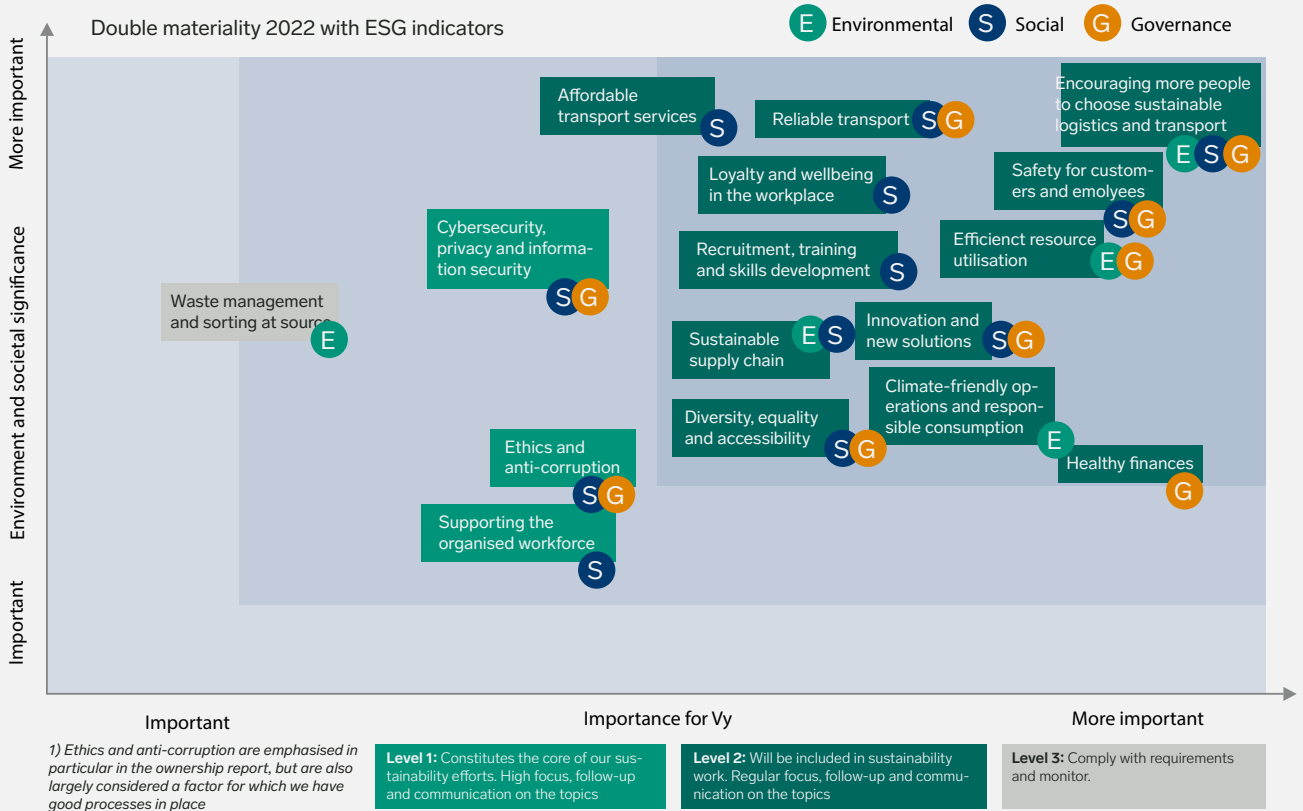 Double materiality 2022 with ESG indicators
E Environmental S Social G Governance
More important
Environment and societal significance
Important
Affordable
transport services
S
Reliable transport
S G
Encouraging more people
to choose sustainable
logistics and transport
E S G
Loyalty and wellbeing
in the workplace
S
Safety for custom-
ers and emolyees
S G
Cybersecurity,
privacy and informa-
tion security
S G
Recruitment, training
and skills development
S
Efficienct resource
utilisation
E G
Waste management
and sorting at source
E
Sustainable
supply chain
E S
Innovation and
new solutions
S G
Climate-friendly op-
erations and respon-
sible consumption
E
Diversity, equality
and accessibility
S G
Ethics and
anti-corruption
S G
Healthy finances
G
Supporting the
organised workforce
S
Important
Importance for Vy
More important
1) Ethics and anti-corruption are emphasised in
particular in the ownership report, but are also
largely considered a factor for which we have
good processes in place
Level 1: Constitutes the core of our sus-
tainability efforts. High focus, follow-up
and communication on the topics
Level 2: Will be included in sustainability
work. Regular focus, follow-up and commu-
nication on the topics
Level 3: Comply with requirements
and monitor.